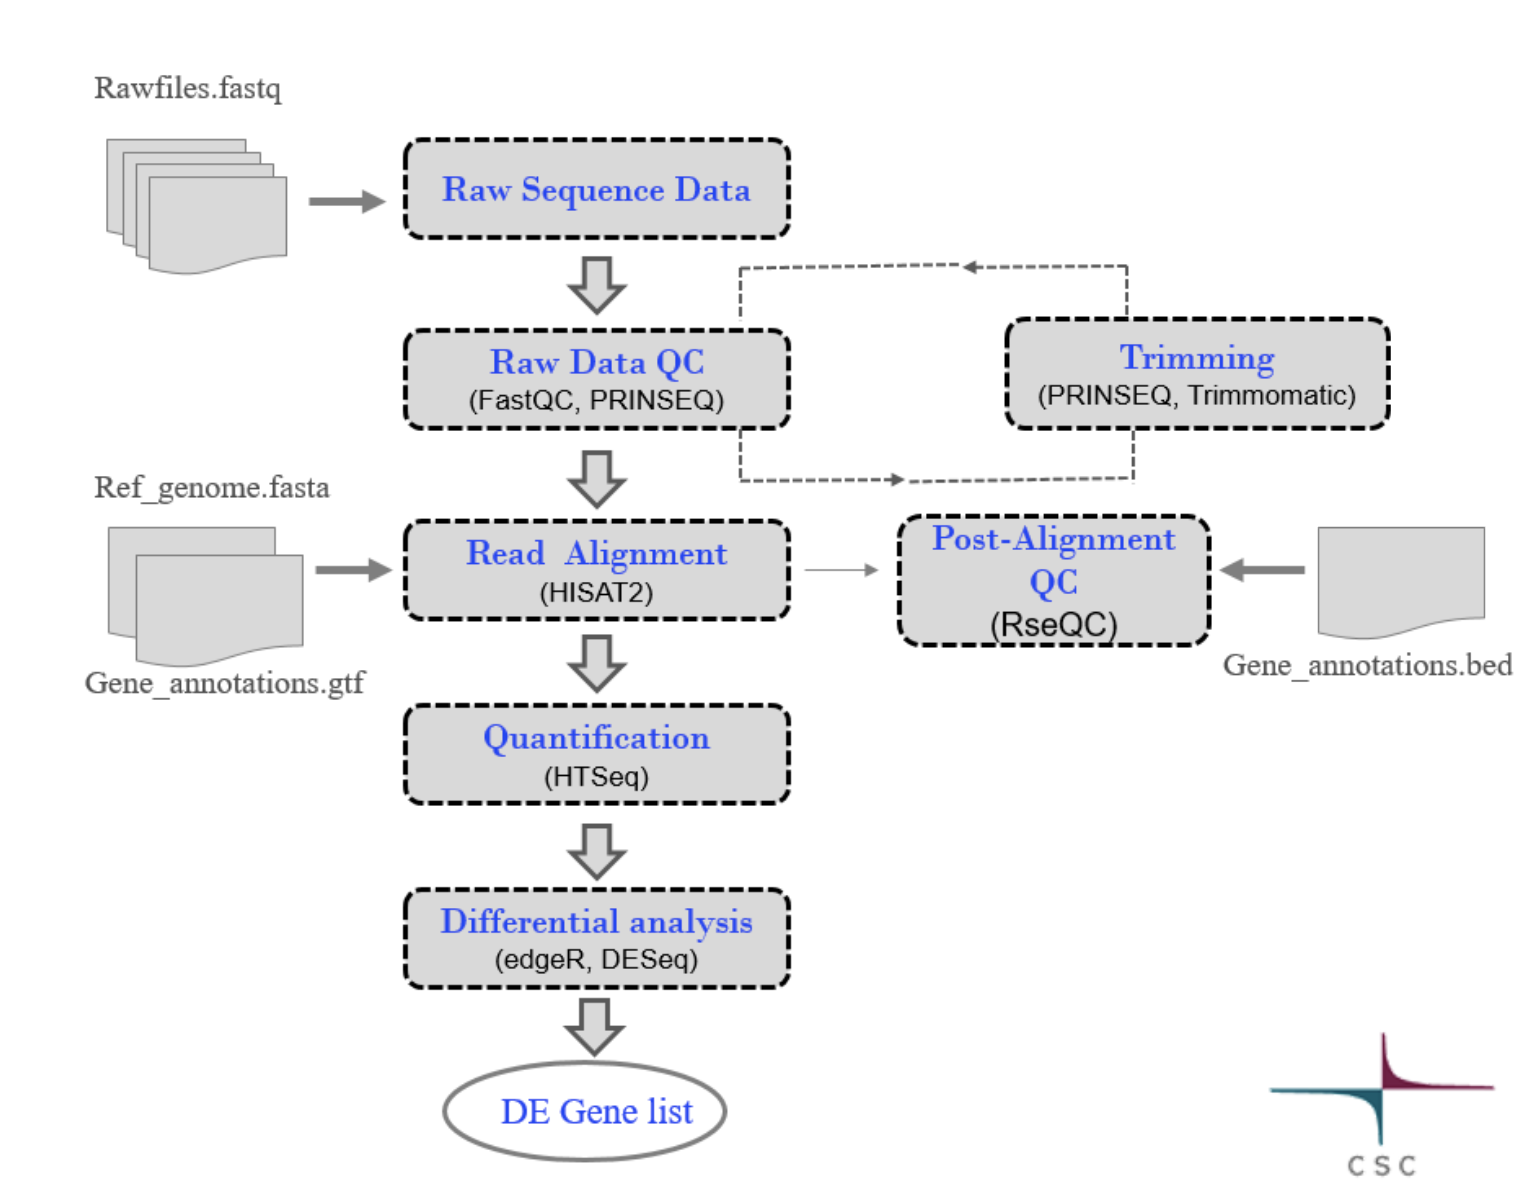 Rawfiles.fastq
Raw Sequence Data
Raw Data QC
(FastQC, PRINSEQ)
Trimming
(PRINSEQ, Trimmomatic)
Ref_genome.fasta
Gene_annotations.gtf
Read Alignment
(HISAT2)
Post-Alignment
QC
(RseQC)
Gene_annotations.bed
Quantification
(HTSeq)
Differential analysis
(edgeR, DESeq)
DE Gene list
CSC